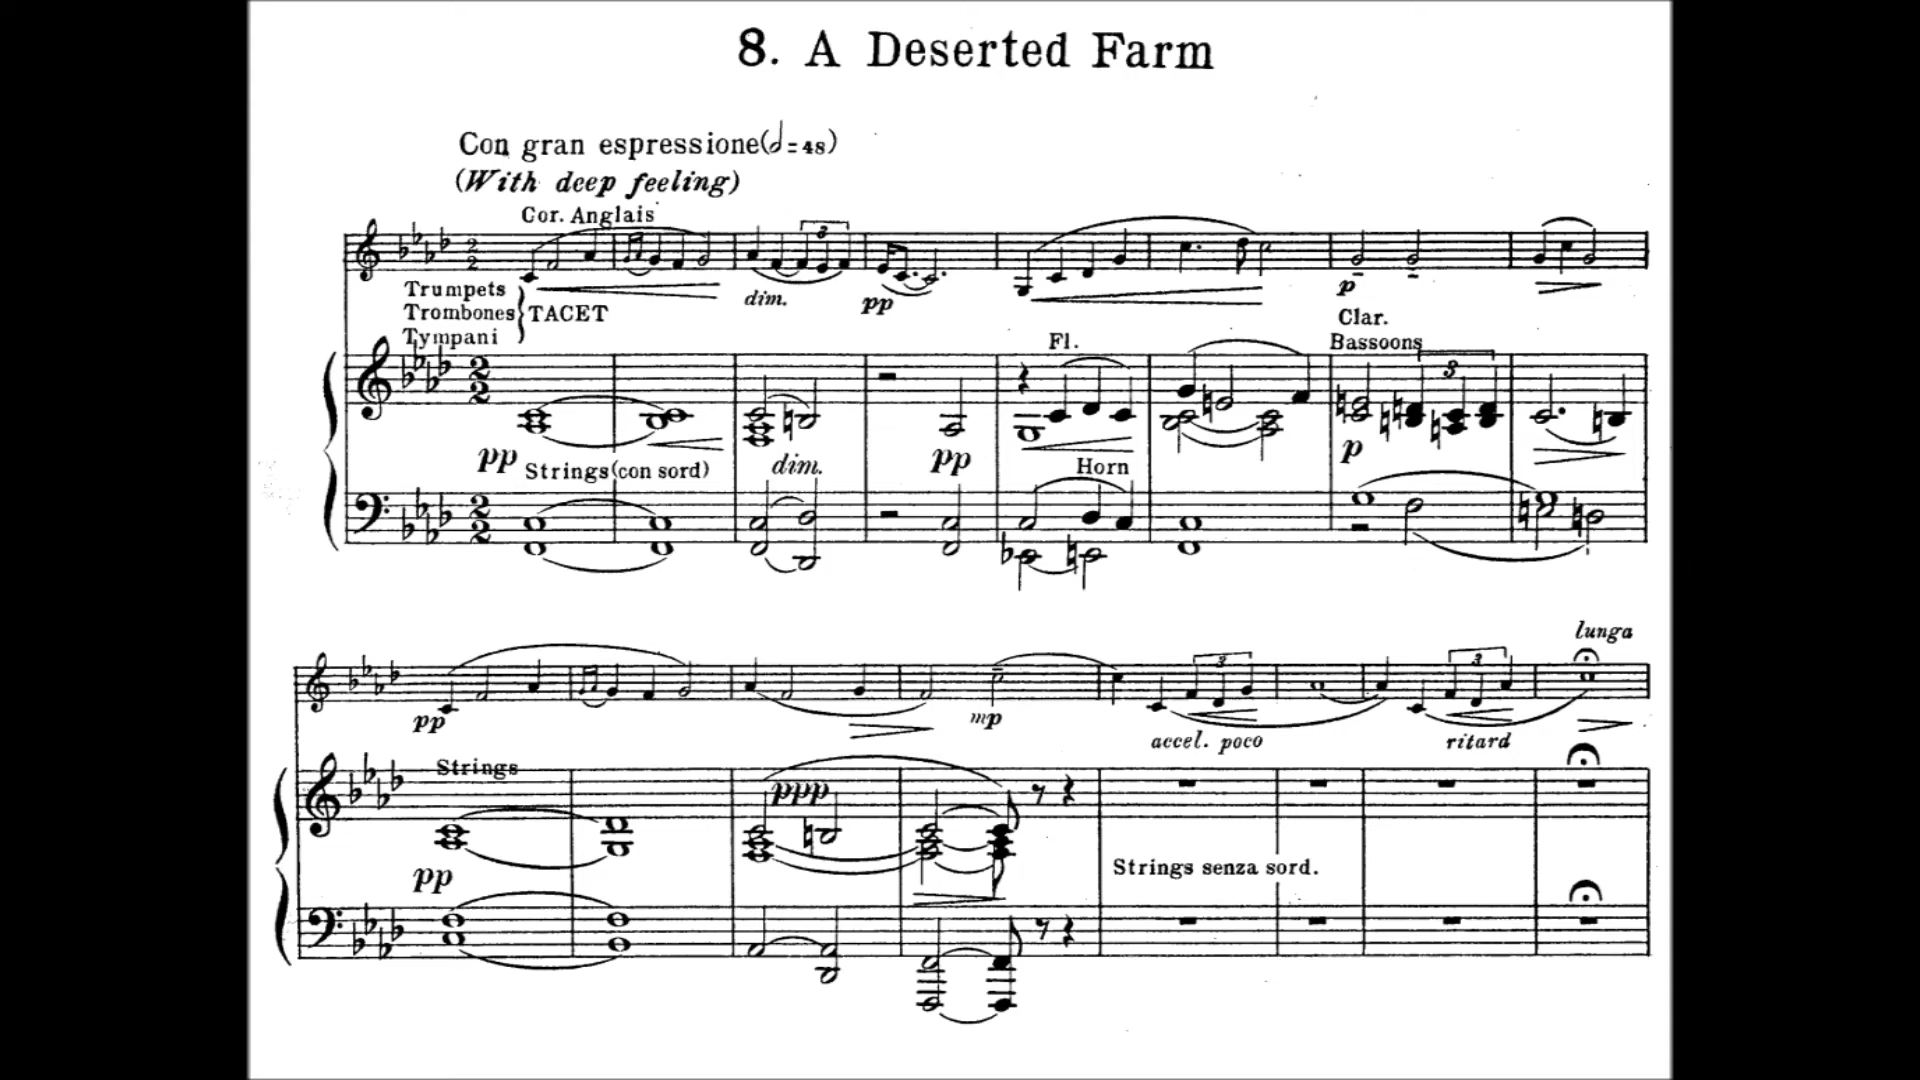 8. A Deserted Farm
Con gran espressione(𝅗𝅥=48)
(With deep feeling)
Cor. Anglais
3
dim.
pp
p
Trumpets
Trombones} TACET
Tympani
Fl.
Clar.
Bassoons
3
pp
dim.
pp
p
Strings(con sord)
Horn
lunga
3
3
pp
mp
accel. poco
ritard
Strings
ppp
pp
Strings senza sord.